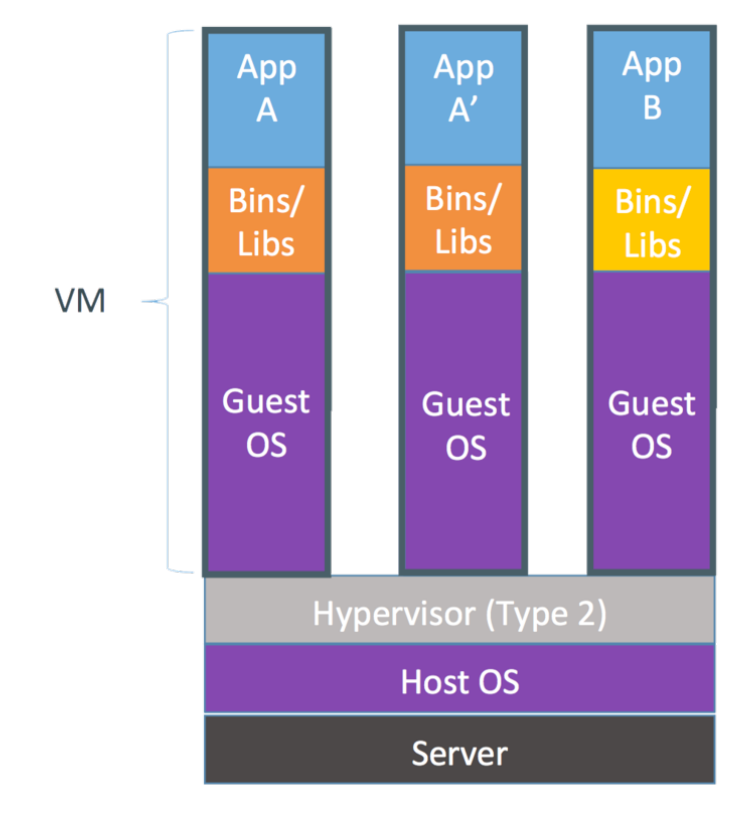 App
A
App
A’
App
B
Bins/
Libs
Bins/
Libs
Bins/
Libs
VM
Guest
OS
Guest
OS
Guest
OS
Hypervisor (Type 2)
Host OS
Server